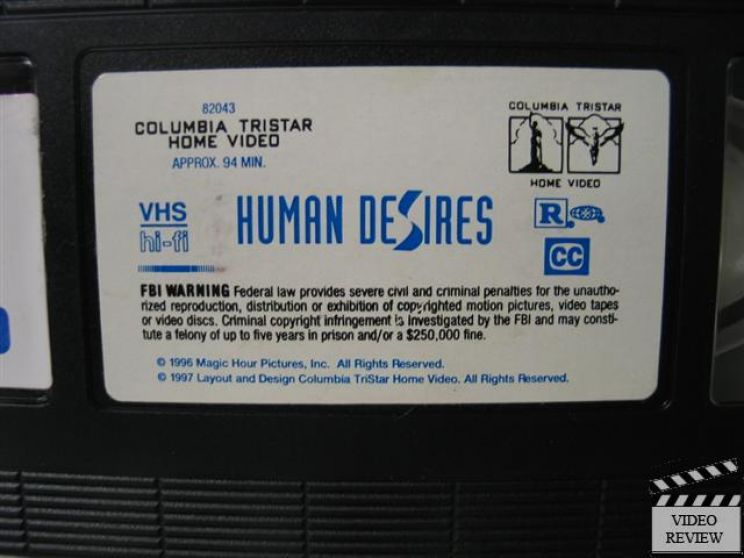 82043
COLUMBIA TRISTAR
HOME VIDEO
APPROX. 94 MIN.
COLUMBIA TRISTAR
HOME VIDEO
VHS
hi-fi
HUMAN DESIRES
R
CC
FBI WARNING Federal law provides severe civil and criminal penalties for the unautho-
rized reproduction, distribution or exhibition of copyrighted motion pictures, video tapes
or video discs. Criminal copyright infringement is investigated by the FBI and may consti-
tute a felony of up to five years in prison and/or a $250,000 fine.
© 1996 Magic Hour Pictures, Inc. All Rights Reserved.
© 1997 Layout and Design Columbia TriStar Home Video. All Rights Reserved.
VIDEO
REVIEW